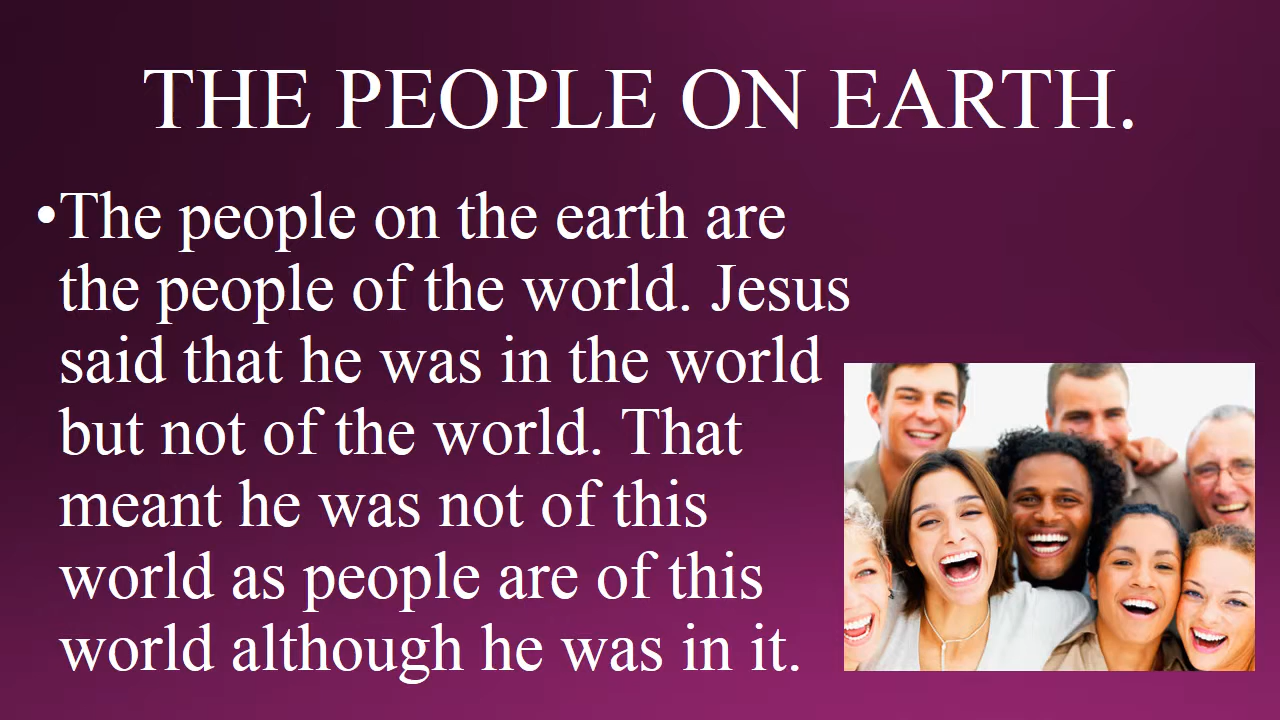 THE PEOPLE ON EARTH.
•The people on the earth are
the people of the world. Jesus
said that he was in the world
but not of the world. That
meant he was not of this
world as people are of this
world although he was in it.